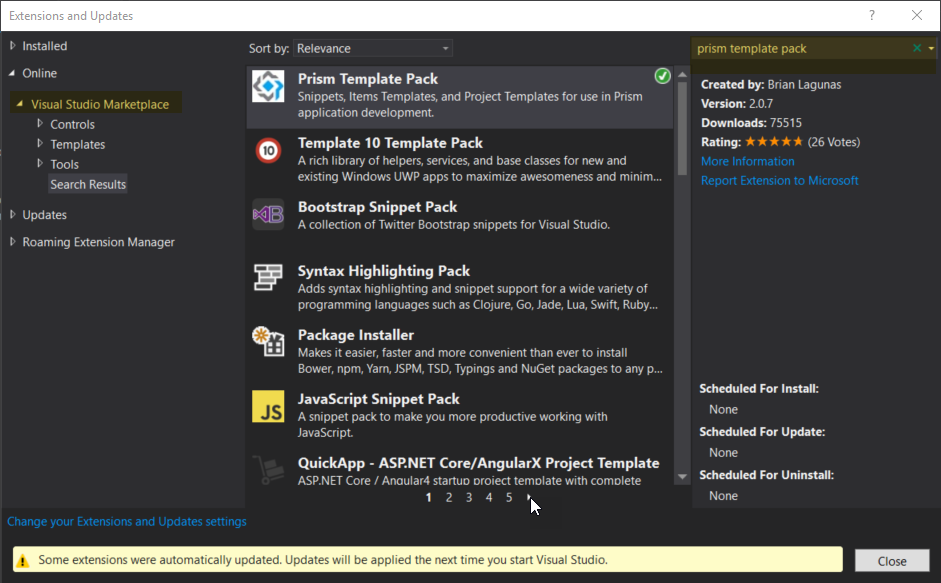 Extensions and Updates
?
Installed
Online
Visual Studio Marketplace
Controls
Templates
Tools
Search Results
Updates
Roaming Extension Manager
Sort by: Relevance
Prism Template Pack
Snippets, Items Templates, and Project Templates for use in Prism
application development.
10
Template 10 Template Pack
A rich library of helpers, services, and base classes for new and
existing Windows UWP apps to maximize awesomeness and minim...
B
Bootstrap Snippet Pack
A collection of Twitter Bootstrap snippets for Visual Studio.
Syntax Highlighting Pack
Adds syntax highlighting and snippet support for a wide variety of
programming languages such as Clojure, Go, Jade, Lua, Swift, Ruby...
Package Installer
Makes it easier, faster and more convenient than ever to install
Bower, npm, Yarn, JSPM, TSD, Typings and NuGet packages to any p...
JS
JavaScript Snippet Pack
A snippet pack to make you more productive working with
JavaScript.
QuickApp - ASP.NET Core/AngularX Project Template
ASP.NET Core / Angular4 startup project template with complete
1 2 3 4 5
prism template pack
Created by: Brian Lagunas
Version: 2.0.7
Downloads: 75515
Rating: (26 Votes)
More Information
Report Extension to Microsoft
Scheduled For Install:
None
Scheduled For Update:
None
Scheduled For Uninstall:
None
Change your Extensions and Updates settings
Some extensions were automatically updated. Updates will be applied the next time you start Visual Studio.
Close